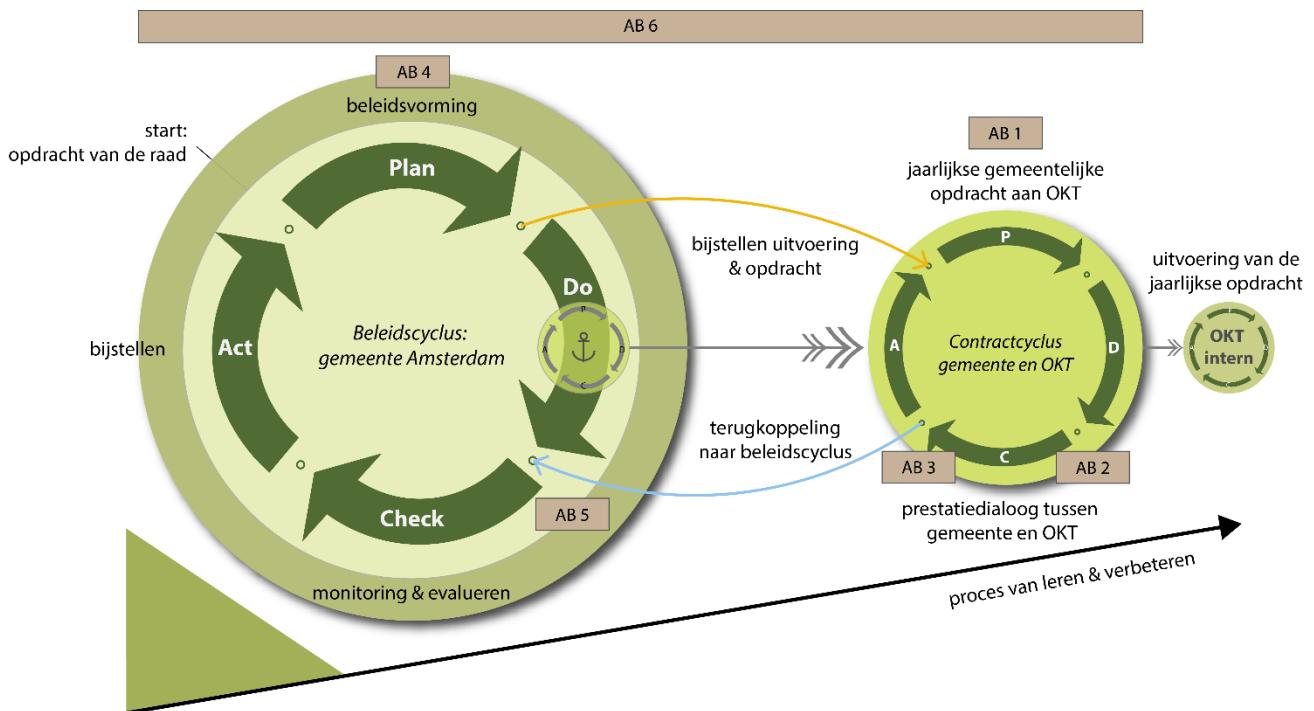 AB 6
AB 4
beleidsvorming
start:
opdracht van de raad
Plan
Do
Check
Act
Beleidscyclus:
gemeente Amsterdam
P
D
C
A
bijstellen
monitoring & evalueren
AB 5
bijstellen uitvoering
& opdracht
terugkoppeling
naar beleidscyclus
AB 1
jaarlijkse gemeentelijke
opdracht aan OKT
P
D
C
A
Contractcyclus
gemeente en OKT
AB 3
AB 2
prestatiedialoog tussen
gemeente en OKT
uitvoering van de
jaarlijkse opdracht
OKT
intern
proces van leren & verbeteren